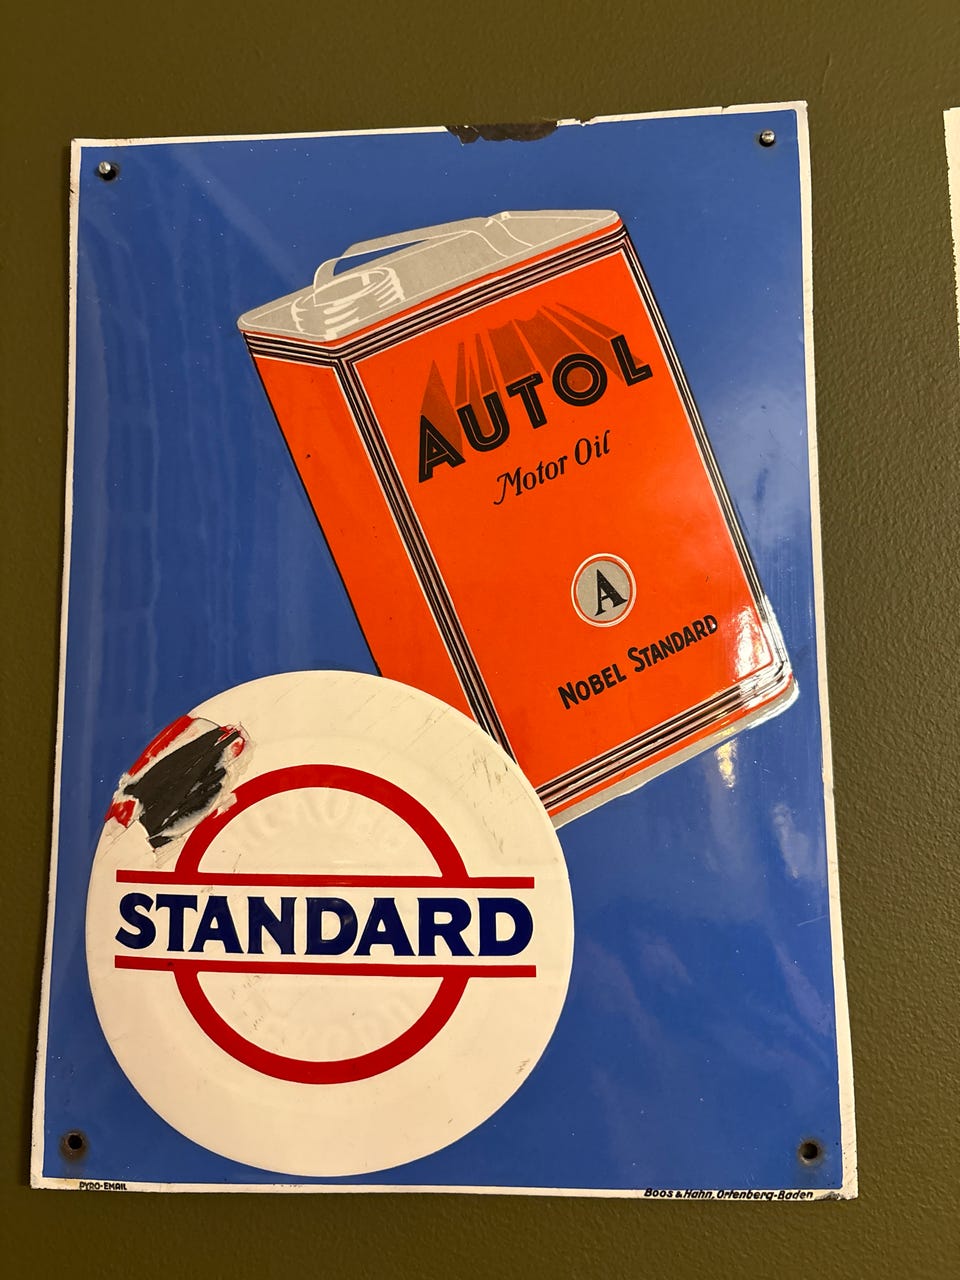 AUTOL
Motor Oil
A
NOBEL STANDARD
STANDARD
PYRO-EMAIL
Boos & Hahn, Ortenberg-Baden